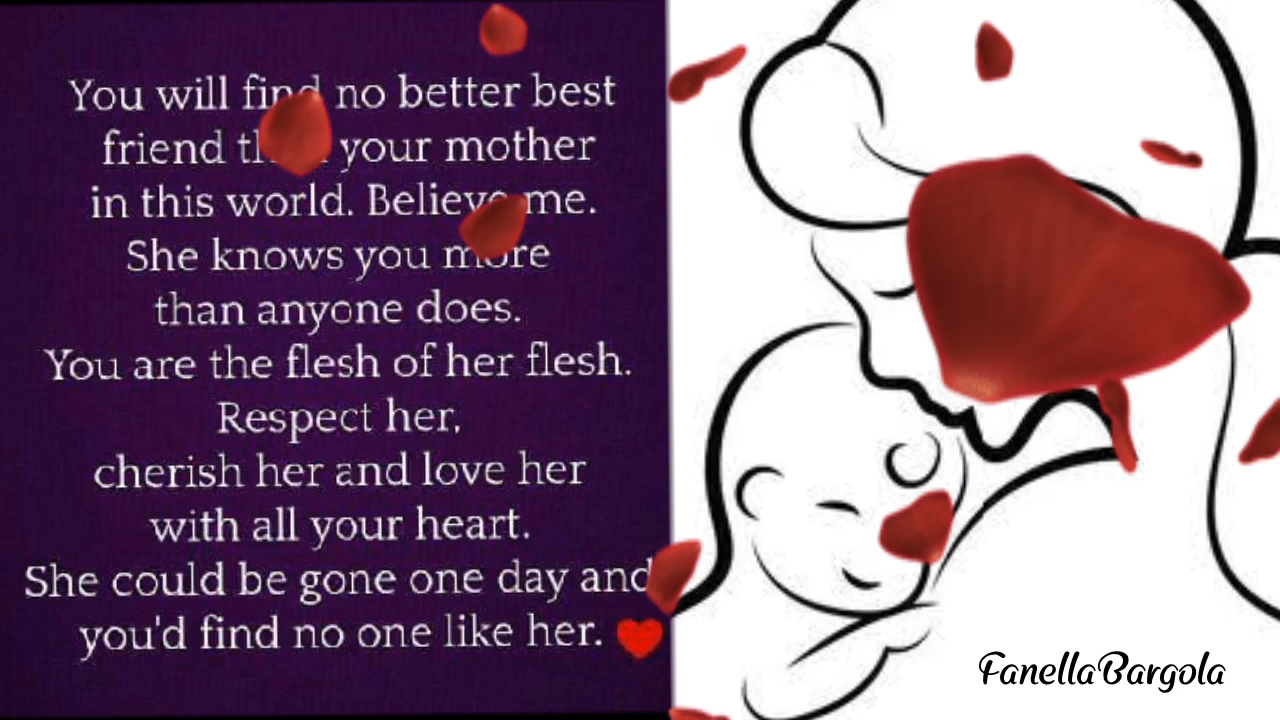 You will find no better best
friend than your mother
in this world. Believe me.
She knows you more
than anyone does.
You are the flesh of her flesh.
Respect her,
cherish her and love her
with all your heart.
She could be gone one day and
you'd find no one like her.
FanellaBargola